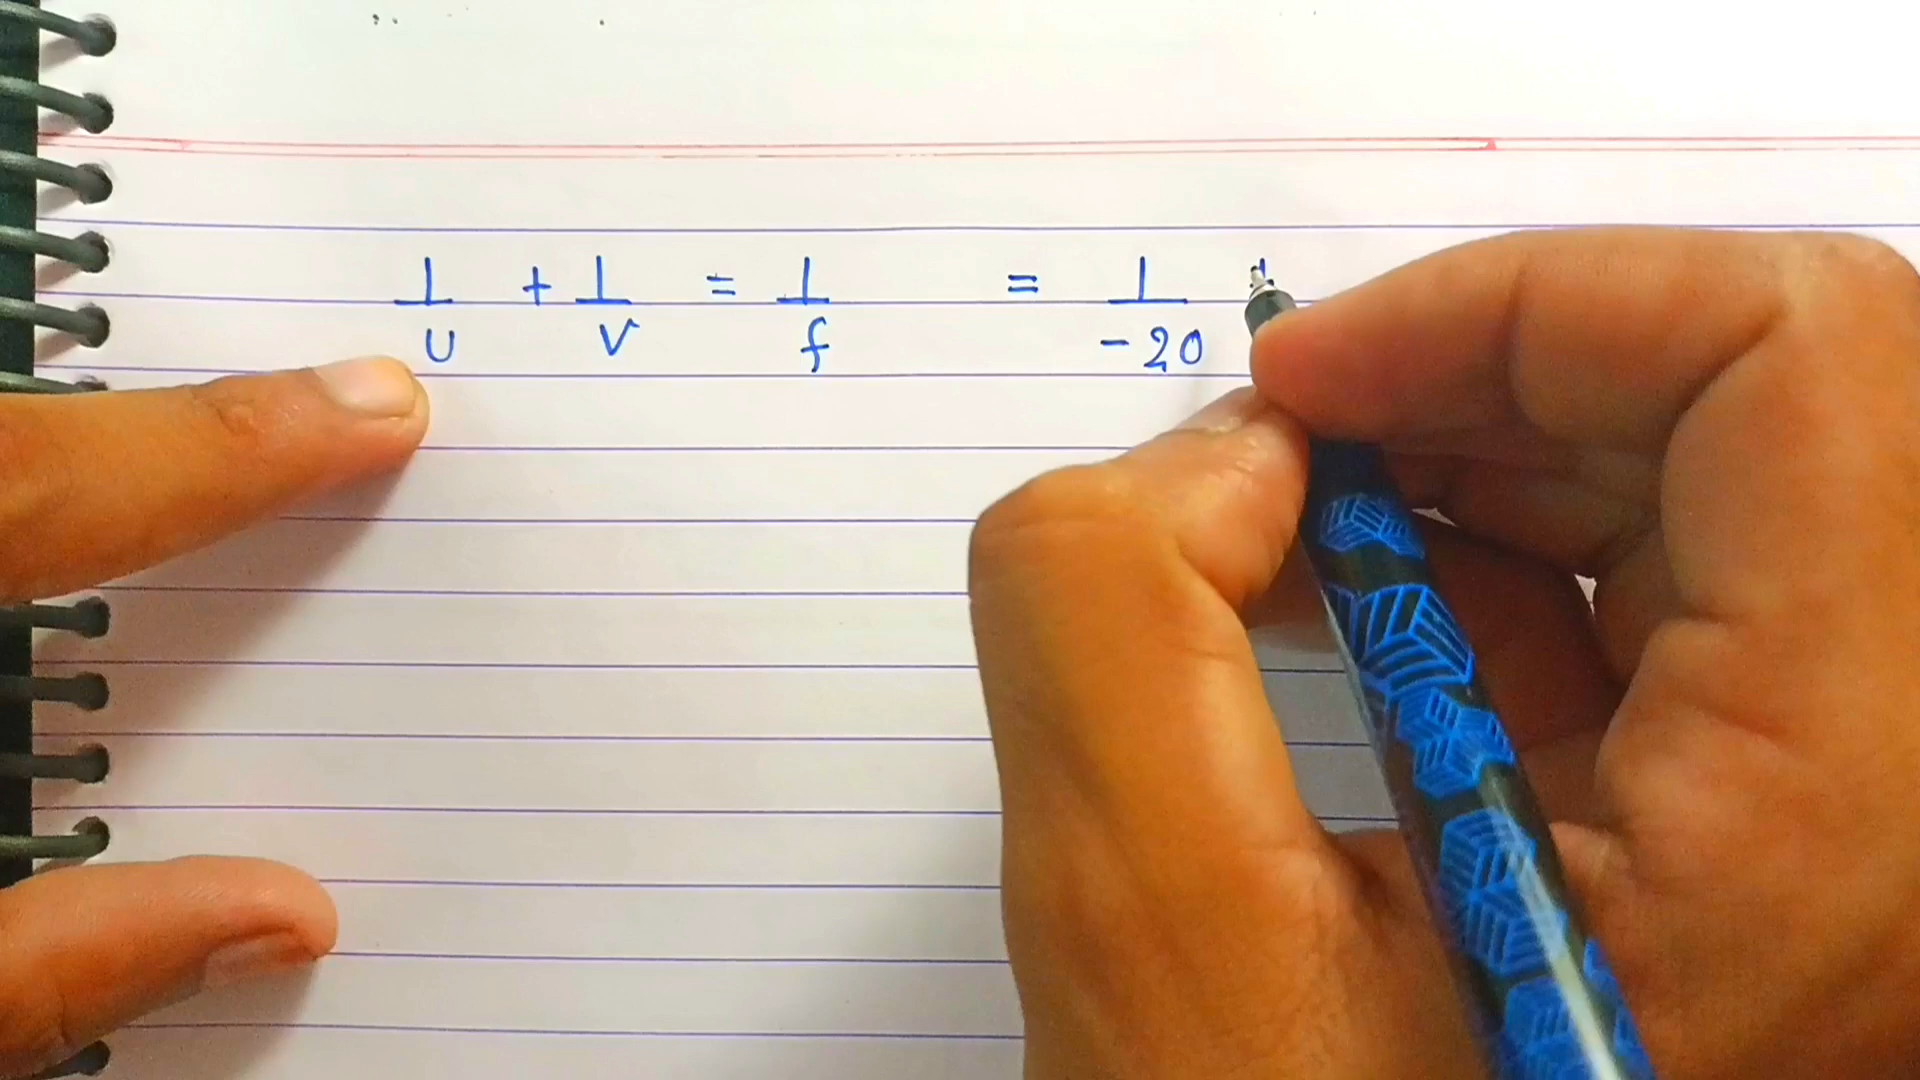 1/u + 1/v = 1/f = 1/-20